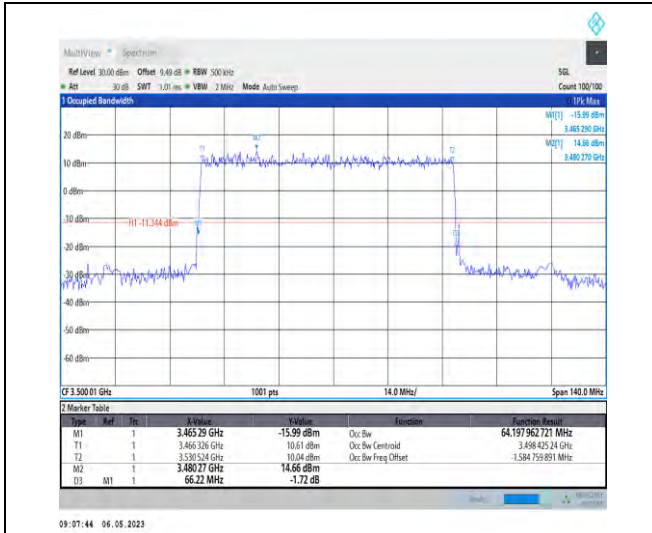 MultiView Spectrum
Ref Level 30.00 dBm Offset 9.49 dB RBW 500 kHz SGL
Att 30 dB SWT 1.01 ms VBW 2 MHz Mode Auto Sweep Count 100/100
1 Occupied Bandwidth 1Pk Max
M1[1] -15.99 dBm
3.465 290 GHz
M2[1] 14.66 dBm
3.480 270 GHz
20 dBm
M2
T1
T2
10 dBm
0 dBm
-10 dBm
H1 -11.344 dBm
M1
D3
-20 dBm
-30 dBm
-40 dBm
-50 dBm
-60 dBm
CF 3.500 01 GHz 1001 pts 14.0 MHz/ Span 140.0 MHz
2 Marker Table
Type Ref Trc X-Value Y-Value Function Function Result
M1 1 3.46529 GHz -15.99 dBm Occ Bw 64.197 962 721 MHz
T1 1 3.466 326 GHz 10.61 dBm Occ Bw Centroid 3.498 425 24 GHz
T2 1 3.530 524 GHz 10.04 dBm Occ Bw Freq Offset -1.584 759 891 MHz
M2 1 3.48027 GHz 14.66 dBm
D3 M1 1 66.22 MHz -1.72 dB
09:07:44 06.05.2023